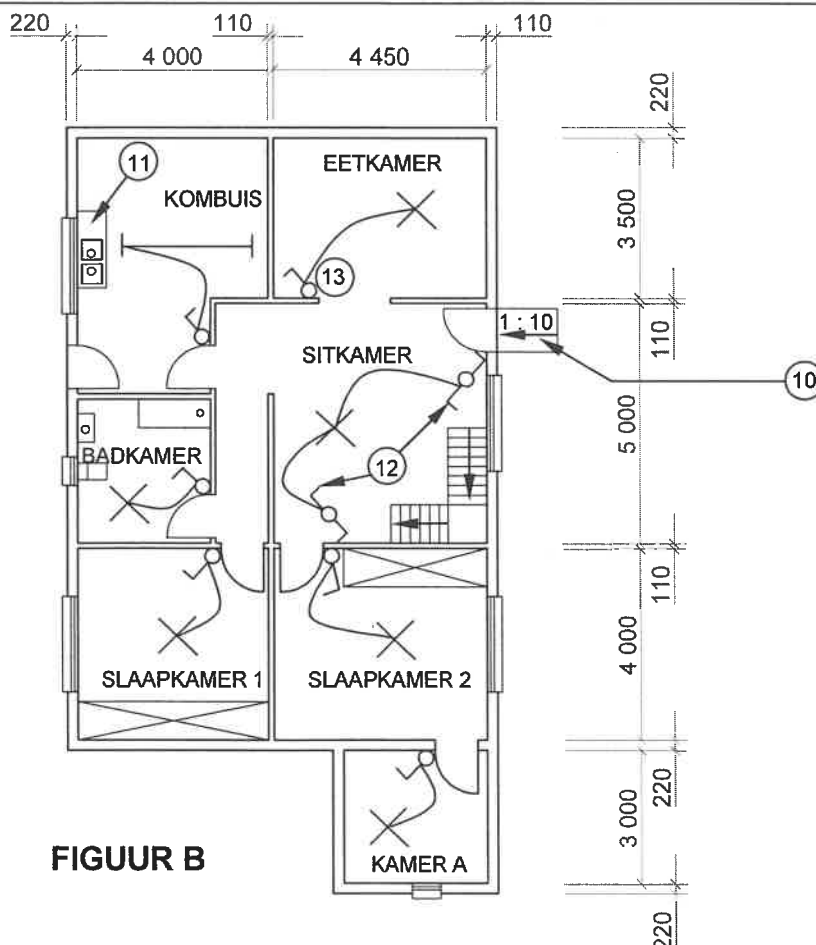 220
110
110
4 000
4 450
220
11
EETKAMER
KOMBUIS
3 500
13
1 : 10
110
SITKAMER
10
5 000
BADKAMER
12
110
4 000
SLAAPKAMER 1
SLAAPKAMER 2
220
3 000
FIGUUR B
KAMER A
220